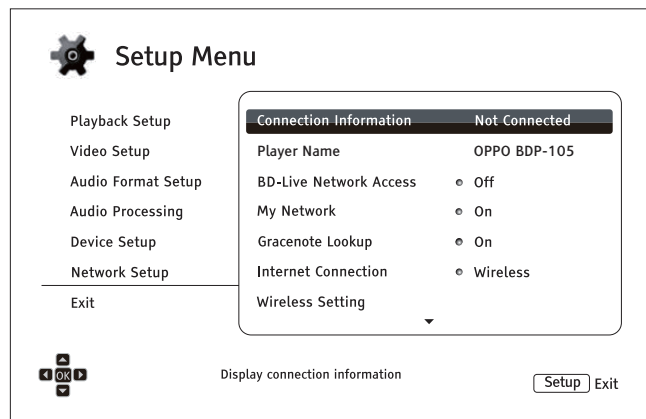 Setup Menu
Playback Setup
Video Setup
Audio Format Setup
Audio Processing
Device Setup
Network Setup
Exit
Connection Information Not Connected
Player Name OPPO BDP-105
BD-Live Network Access Off
My Network On
Gracenote Lookup On
Internet Connection Wireless
Wireless Setting
OK
Display connection information
Setup Exit